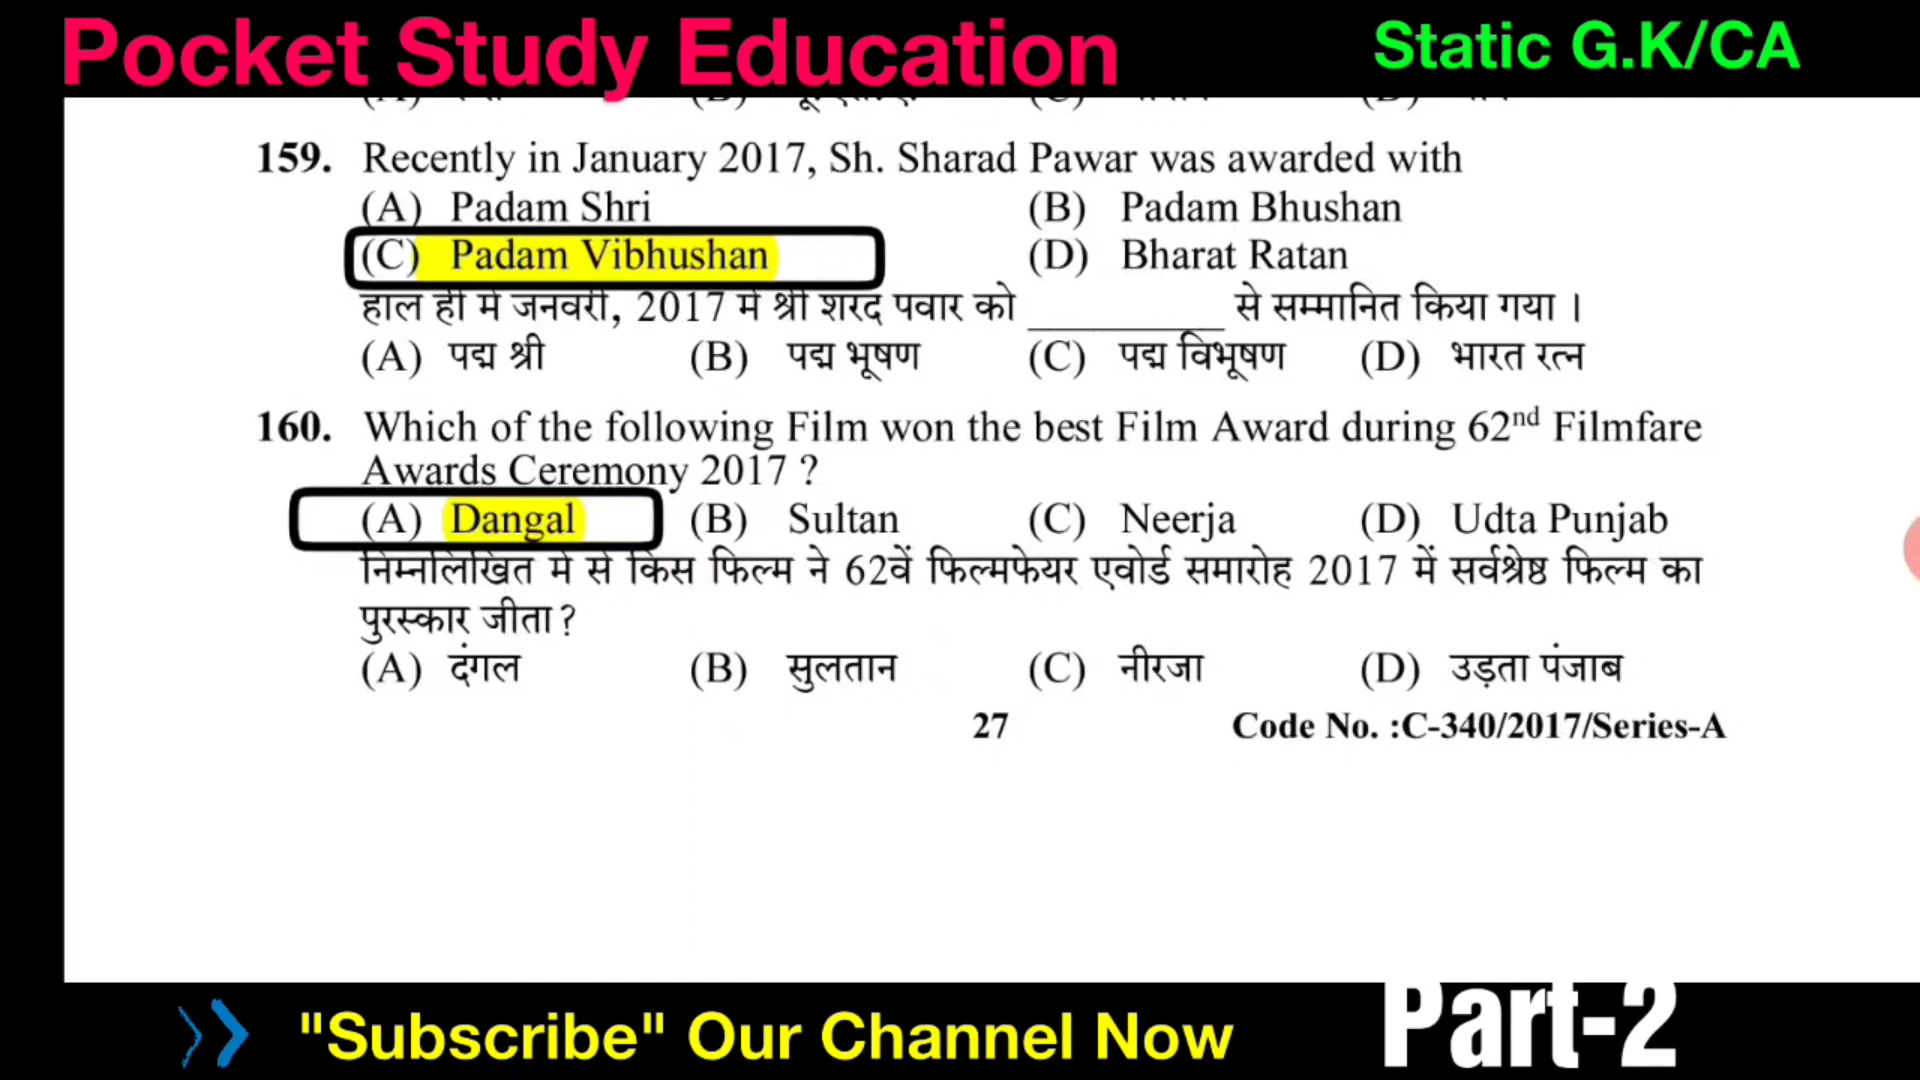 Pocket Study Education
Static G.K/CA
159. Recently in January 2017, Sh. Sharad Pawar was awarded with
(A) Padam Shri (B) Padam Bhushan
(C) Padam Vibhushan (D) Bharat Ratan
हाल ही में जनवरी, 2017 में श्री शरद पवार को __________ से सम्मानित किया गया ।
(A) पद्म श्री (B) पद्म भूषण (C) पद्म विभूषण (D) भारत रत्न
160. Which of the following Film won the best Film Award during 62nd Filmfare
Awards Ceremony 2017 ?
(A) Dangal (B) Sultan (C) Neerja (D) Udta Punjab
निम्नलिखित में से किस फिल्म ने 62वें फिल्मफेयर एवोर्ड समारोह 2017 में सर्वश्रेष्ठ फिल्म का
पुरस्कार जीता ?
(A) दंगल (B) सुलतान (C) नीरजा (D) उड़ता पंजाब
27 Code No. :C-340/2017/Series-A
"Subscribe" Our Channel Now
Part-2